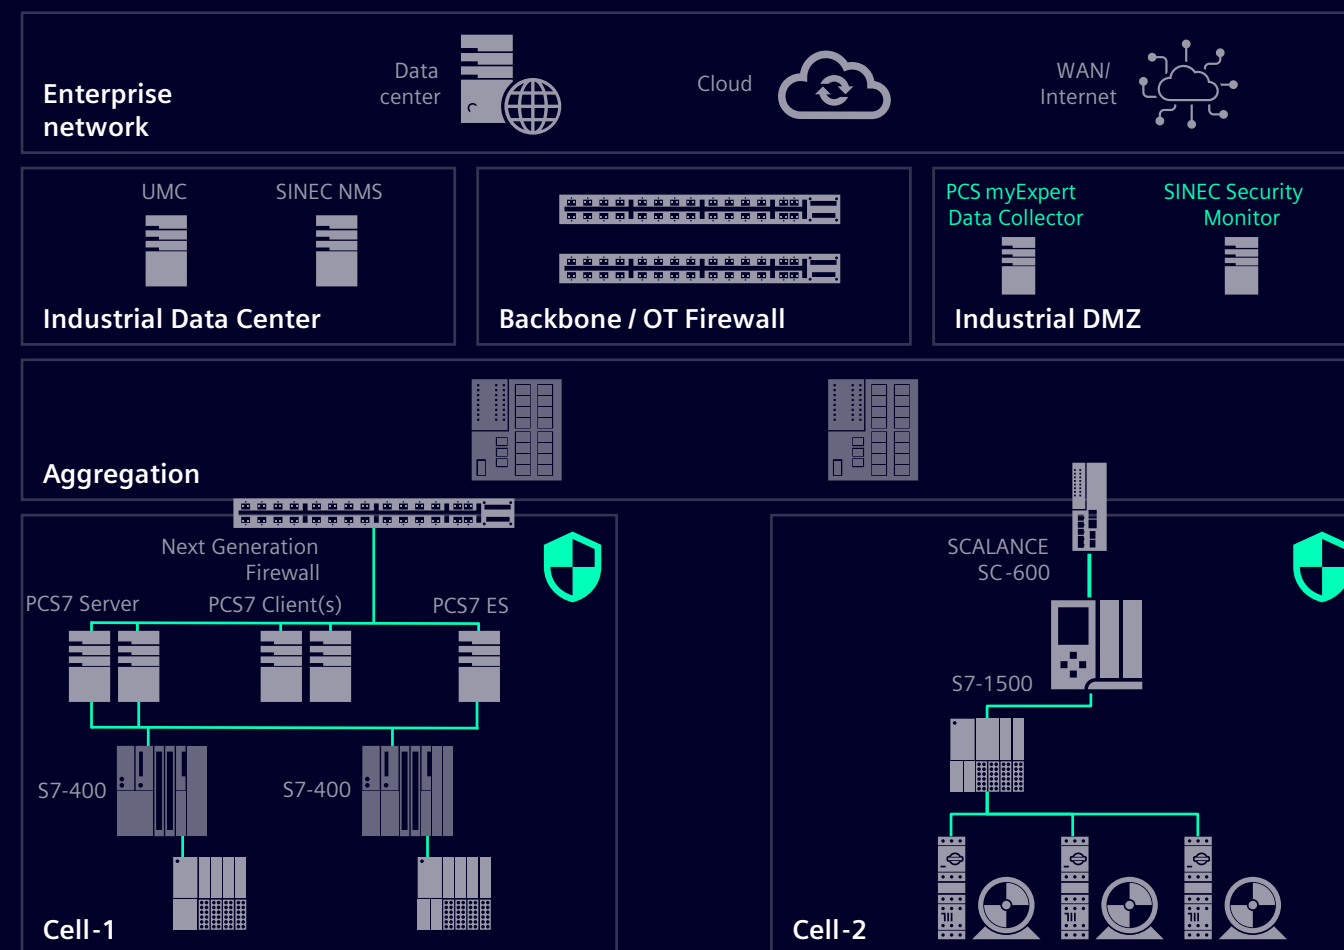 Enterprise
network
Data
center
Cloud
WAN/
Internet
UMC
SINEC NMS
Industrial Data Center
Backbone / OT Firewall
PCS myExpert
Data Collector
SINEC Security
Monitor
Industrial DMZ
Aggregation
Next Generation
Firewall
PCS7 Server
PCS7 Client(s)
PCS7 ES
S7-400
S7-400
Cell-1
SCALANCE
SC-600
S7-1500
Cell-2